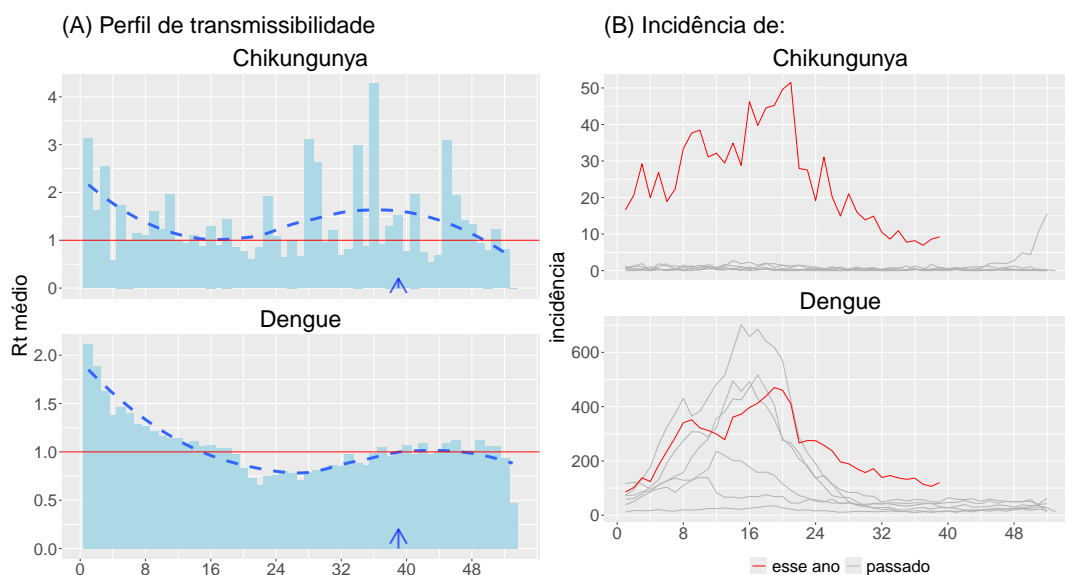 (A) Perfil de transmissibilidade
Chikungunya
4
3
2
1
0
Dengue
2.0
1.5
1.0
0.5
0.0
0 8 16 24 32 40 48
Rt médio
(B) Incidência de:
Chikungunya
50
40
30
20
10
0
Dengue
600
400
200
0
0 8 16 24 32 40 48
incidência
esse ano passado